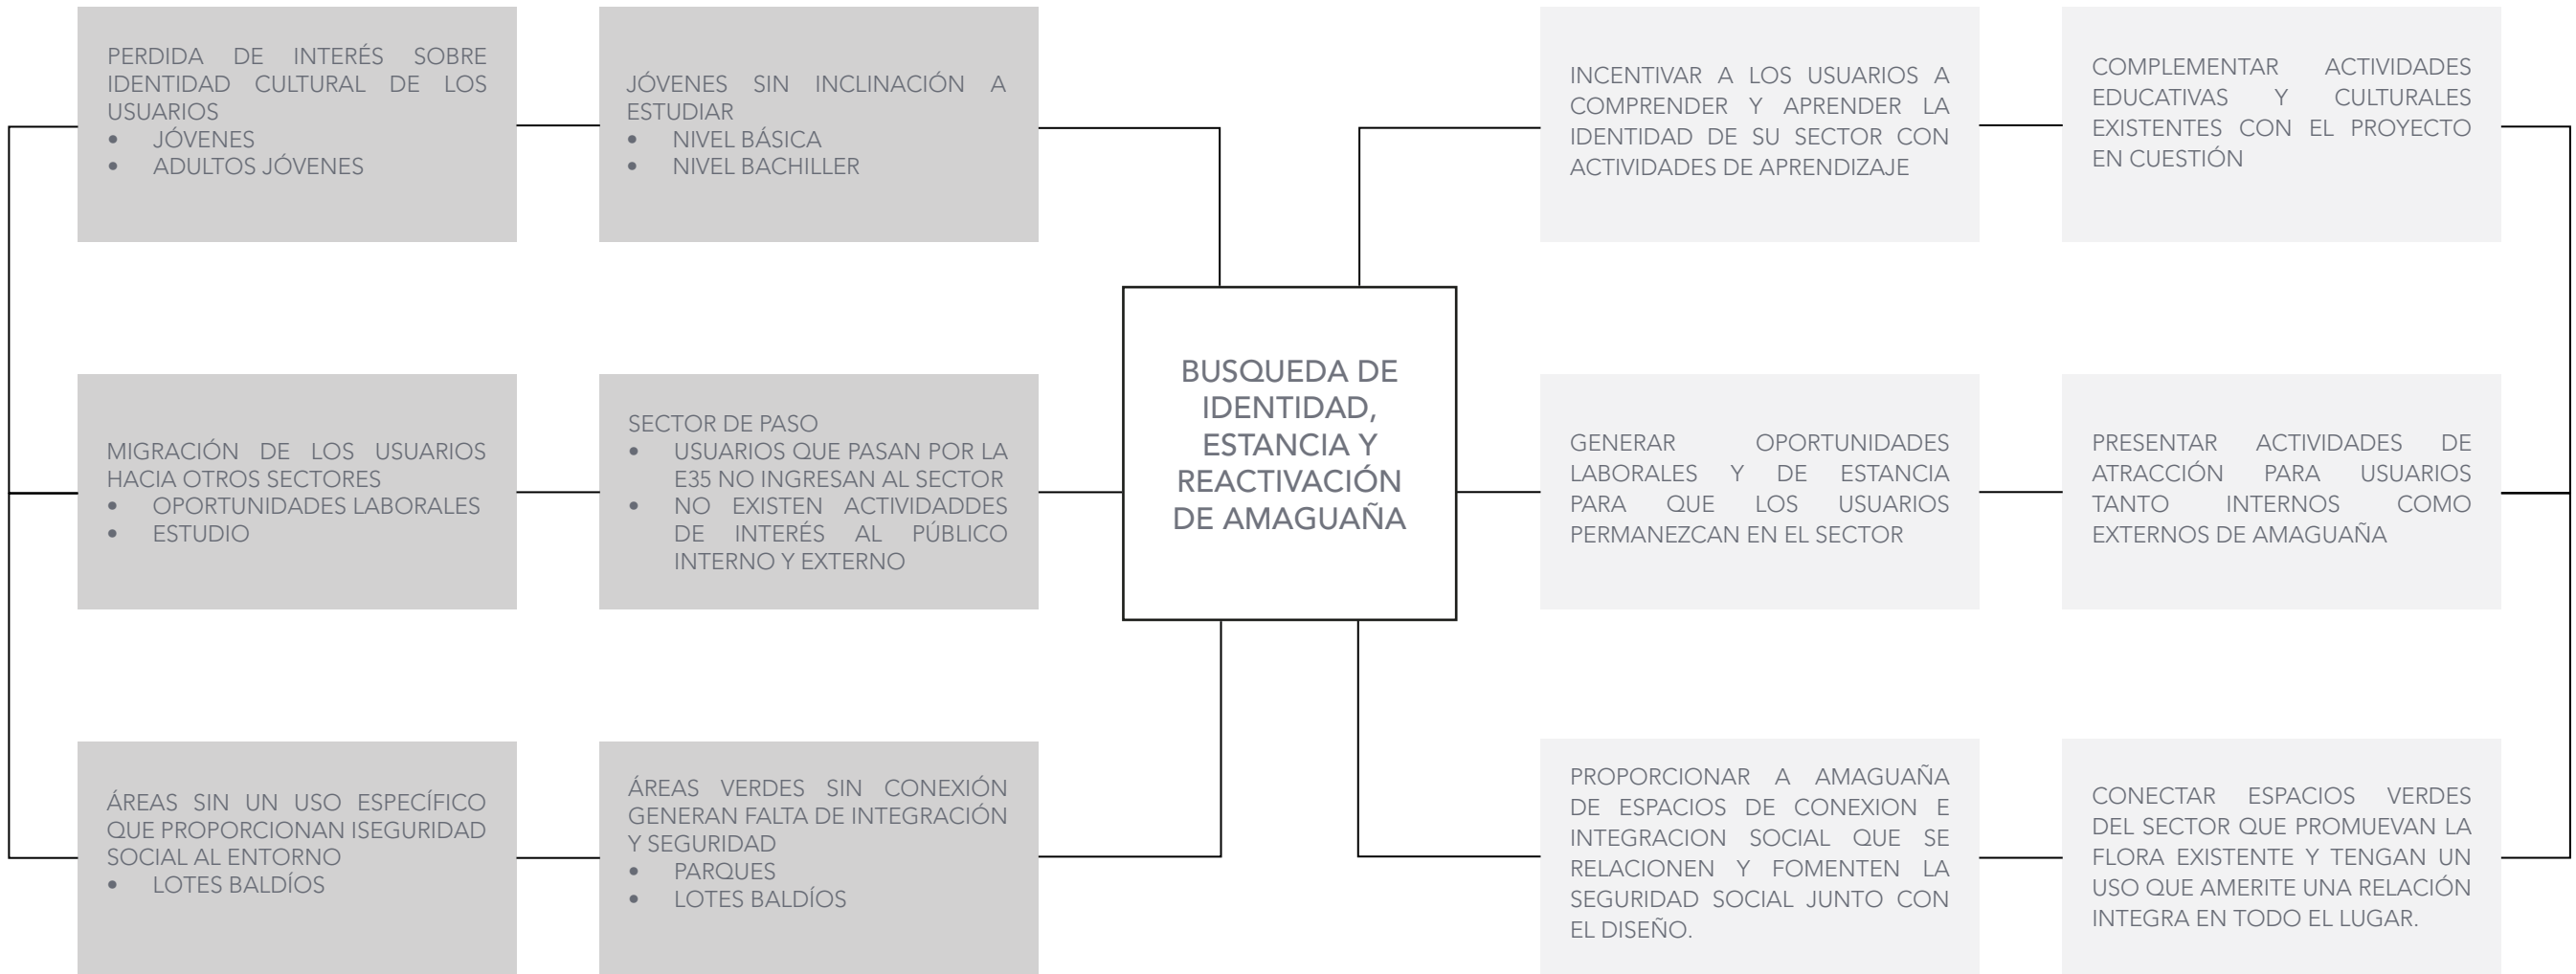 PERDIDA DE INTERÉS SOBRE
IDENTIDAD CULTURAL DE LOS
USUARIOS
• JÓVENES
• ADULTOS JÓVENES
JÓVENES SIN INCLINACIÓN A
ESTUDIAR
• NIVEL BÁSICA
• NIVEL BACHILLER
INCENTIVAR A LOS USUARIOS A
COMPRENDER Y APRENDER LA
IDENTIDAD DE SU SECTOR CON
ACTIVIDADES DE APRENDIZAJE
COMPLEMENTAR ACTIVIDADES
EDUCATIVAS Y CULTURALES
EXISTENTES CON EL PROYECTO
EN CUESTIÓN
MIGRACIÓN DE LOS USUARIOS
HACIA OTROS SECTORES
• OPORTUNIDADES LABORALES
• ESTUDIO
SECTOR DE PASO
• USUARIOS QUE PASAN POR LA
E35 NO INGRESAN AL SECTOR
• NO EXISTEN ACTIVIDADDES
DE INTERÉS AL PÚBLICO
INTERNO Y EXTERNO
BUSQUEDA DE
IDENTIDAD,
ESTANCIA Y
REACTIVACIÓN
DE AMAGUAÑA
GENERAR OPORTUNIDADES
LABORALES Y DE ESTANCIA
PARA QUE LOS USUARIOS
PERMANEZCAN EN EL SECTOR
PRESENTAR ACTIVIDADES DE
ATRACCIÓN PARA USUARIOS
TANTO INTERNOS COMO
EXTERNOS DE AMAGUAÑA
ÁREAS SIN UN USO ESPECÍFICO
QUE PROPORCIONAN ISEGURIDAD
SOCIAL AL ENTORNO
• LOTES BALDÍOS
ÁREAS VERDES SIN CONEXIÓN
GENERAN FALTA DE INTEGRACIÓN
Y SEGURIDAD
• PARQUES
• LOTES BALDÍOS
PROPORCIONAR A AMAGUAÑA
DE ESPACIOS DE CONEXION E
INTEGRACION SOCIAL QUE SE
RELACIONEN Y FOMENTEN LA
SEGURIDAD SOCIAL JUNTO CON
EL DISEÑO.
CONECTAR ESPACIOS VERDES
DEL SECTOR QUE PROMUEVAN LA
FLORA EXISTENTE Y TENGAN UN
USO QUE AMERITE UNA RELACIÓN
INTEGRA EN TODO EL LUGAR.